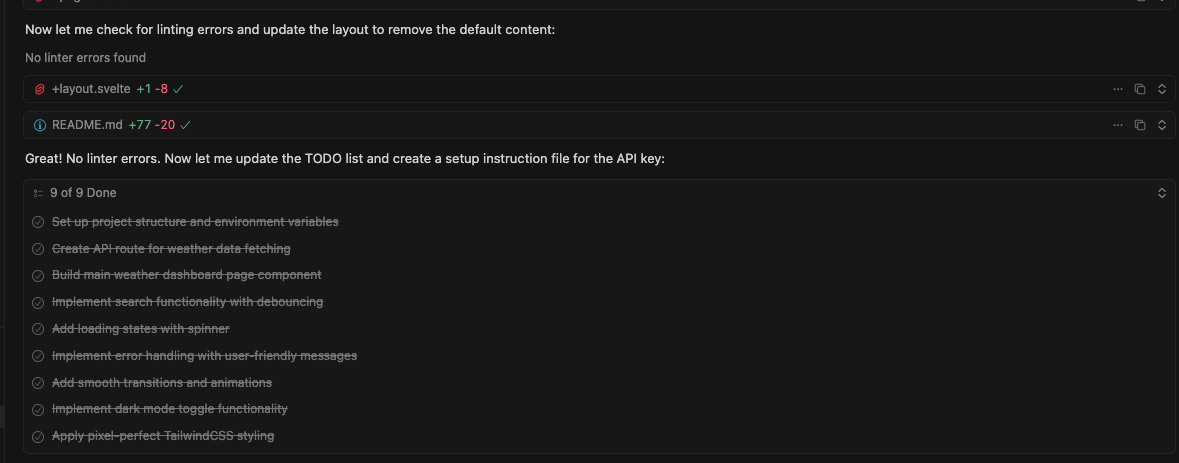 Now let me check for linting errors and update the layout to remove the default content:
No linter errors found
+layout.svelte +1 -8
README.md +77 -20
Great! No linter errors. Now let me update the TODO list and create a setup instruction file for the API key:
9 of 9 Done
Set up project structure and environment variables
Create API route for weather data fetching
Build main weather dashboard page component
Implement search functionality with debouncing
Add loading states with spinner
Implement error handling with user-friendly messages
Add smooth transitions and animations
Implement dark mode toggle functionality
Apply pixel-perfect TailwindCSS styling